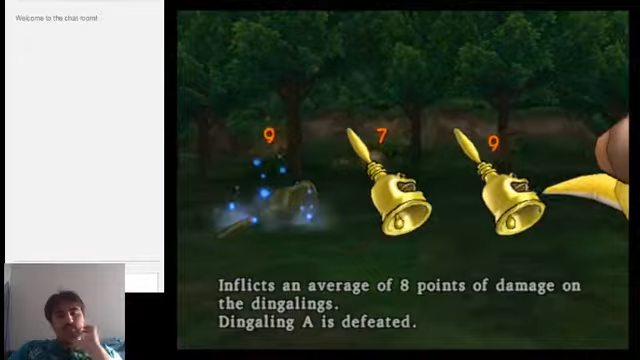 Welcome to the chat room!
9
7
9
Inflicts an average of 8 points of damage on
the dingalings.
Dingaling A is defeated.